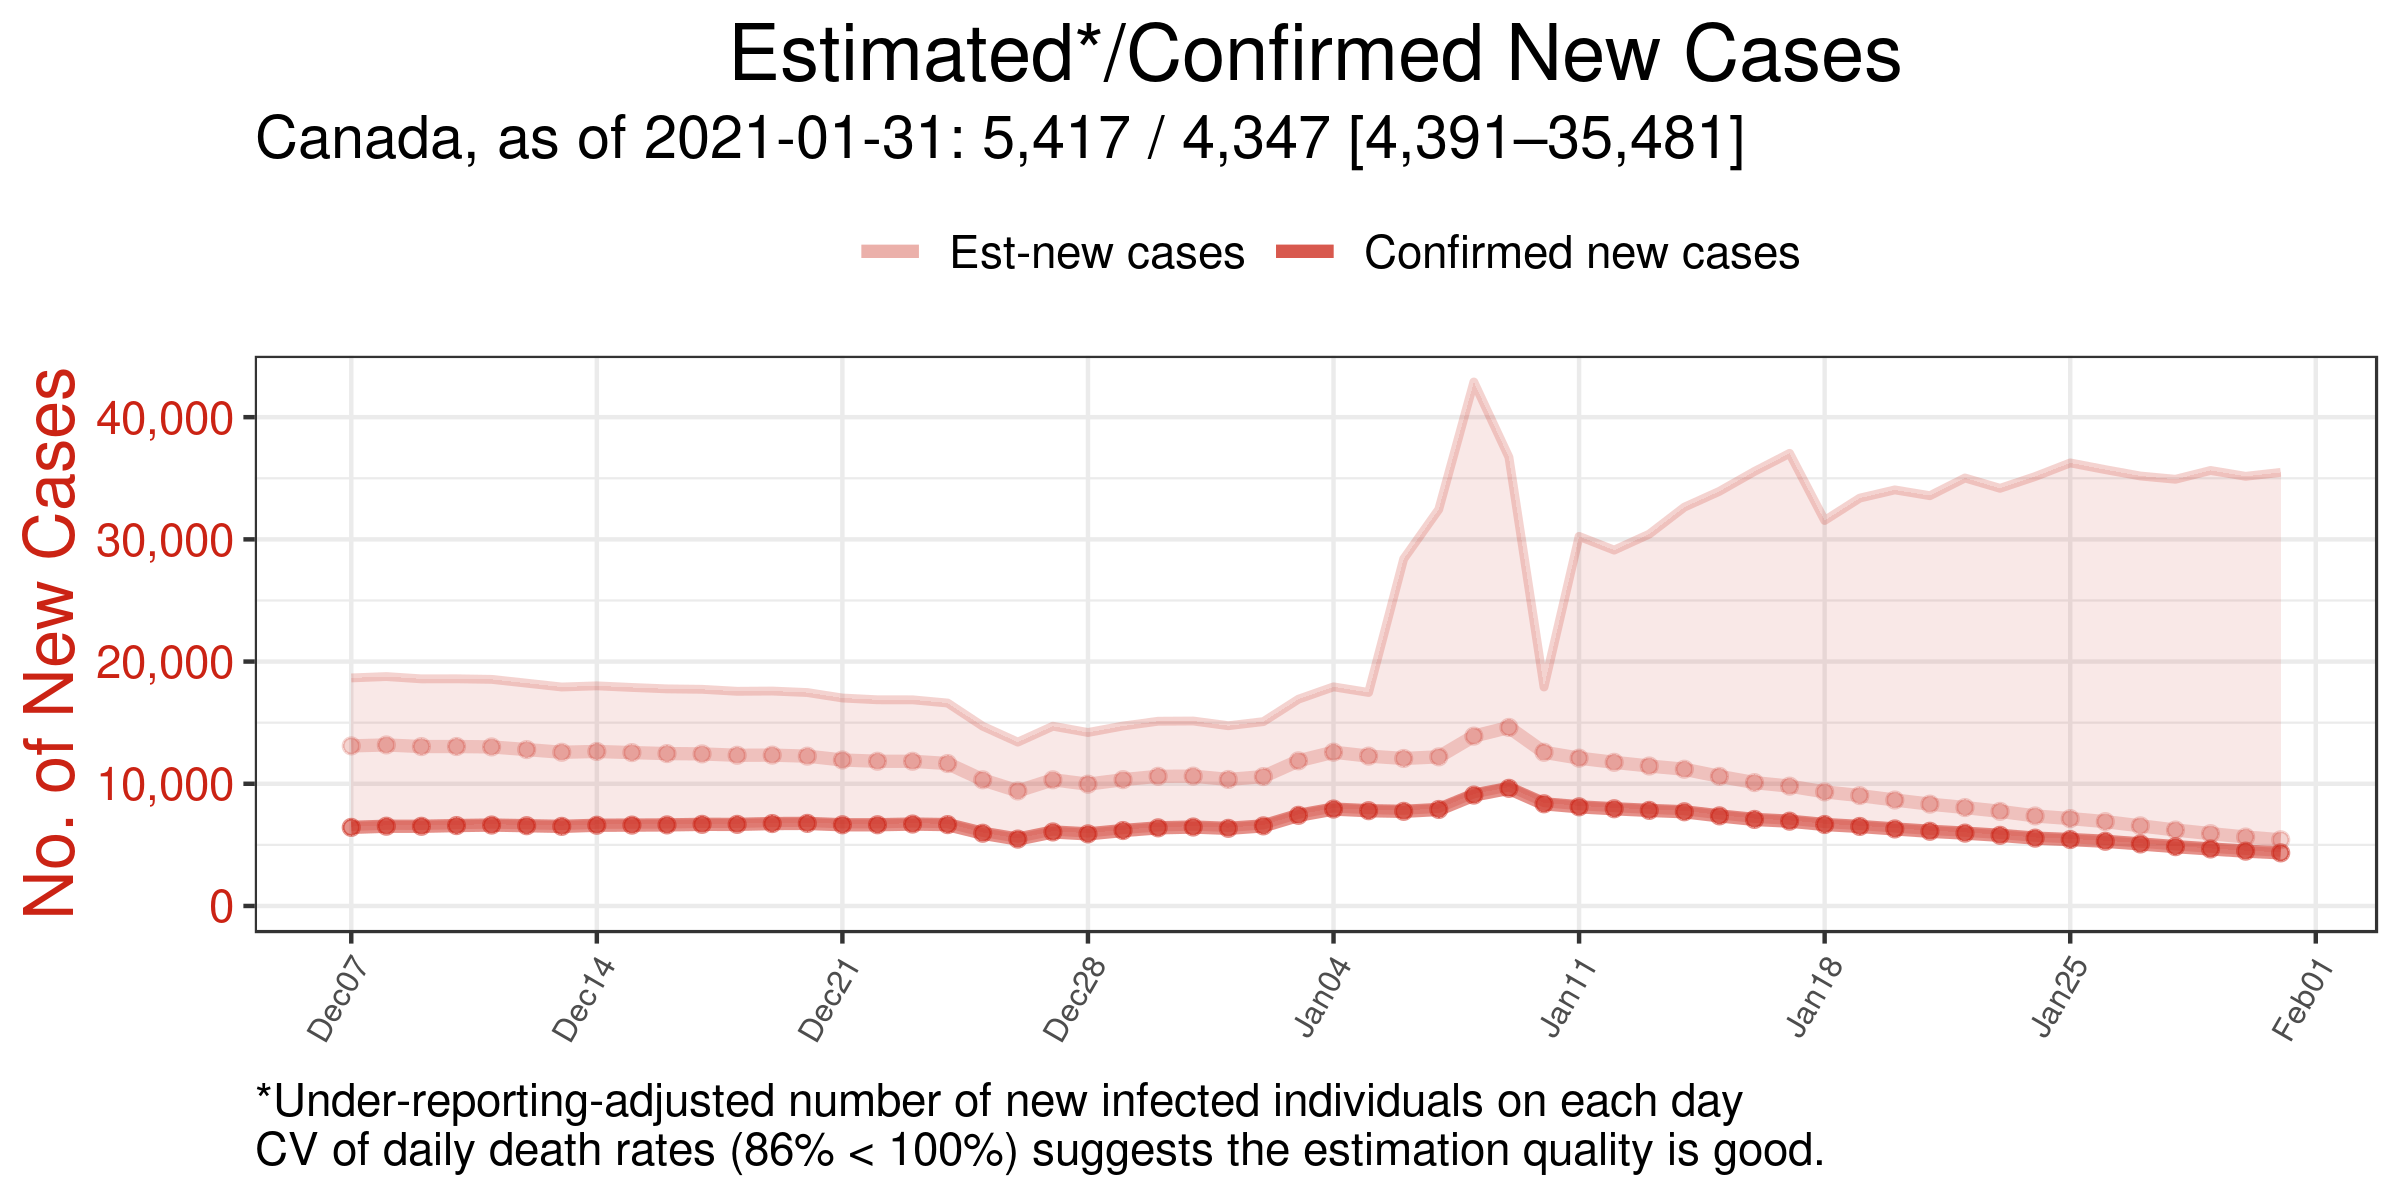 Estimated*/Confirmed New Cases
Canada, as of 2021-01-31: 5,417 / 4,347 [4,391–35,481]
Est-new cases
Confirmed new cases
No. of New Cases
40,000
30,000
20,000
10,000
0
Dec07
Dec14
Dec21
Dec28
Jan04
Jan11
Jan18
Jan25
Feb01
*Under-reporting-adjusted number of new infected individuals on each day
CV of daily death rates (86% < 100%) suggests the estimation quality is good.